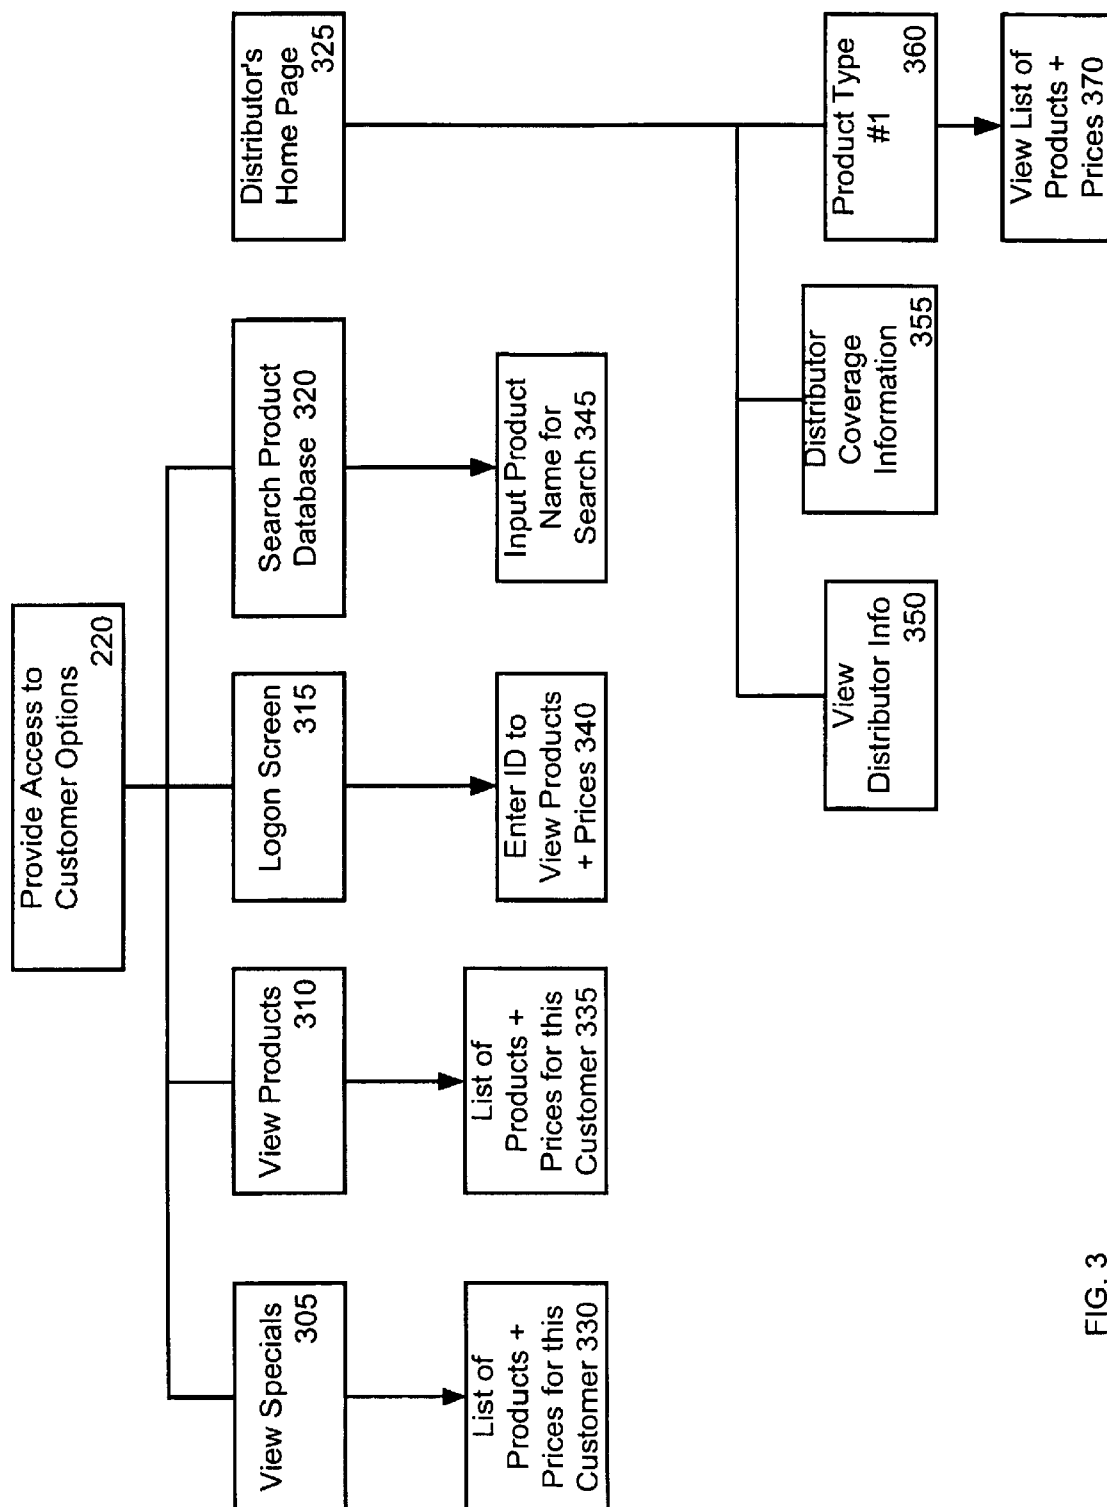 Provide Access to
Customer Options
220
View Specials
305
View Products
310
Logon Screen
315
Search Product
Database 320
Distributor's
Home Page
325
List of
Products +
Prices for this
Customer 330
List of
Products +
Prices for this
Customer 335
Enter ID to
View Products
+ Prices 340
Input Product
Name for
Search 345
View
Distributor Info
350
Distributor
Coverage
Information
355
Product Type
#1
360
View List of
Products +
Prices 370
FIG. 3